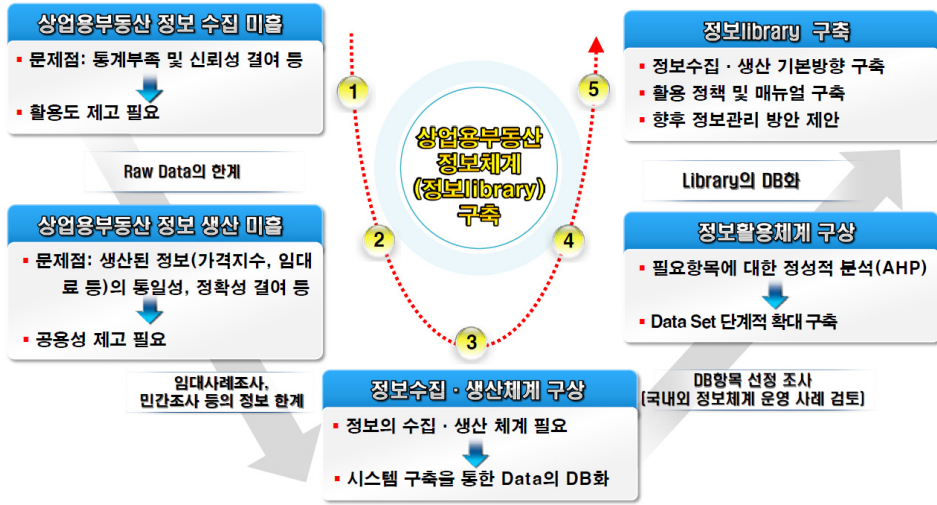 상업용부동산 정보 수집 미흡
▪ 문제점: 통계부족 및 신뢰성 결여 등
▪ 활용도 제고 필요
Raw Data의 한계
상업용부동산 정보 생산 미흡
▪ 문제점: 생산된 정보(가격지수, 임대
료 등)의 통일성, 정확성 결여 등
▪ 공용성 제고 필요
임대사례조사,
민간조사 등의 정보 한계
1
2
3
4
5
상업용부동산
정보체계
(정보library)
구축
정보수집 · 생산체계 구상
▪ 정보의 수집 · 생산 체계 필요
▪ 시스템 구축을 통한 Data의 DB화
DB항목 선정 조사
(국내외 정보체계 운영 사례 검토)
정보활용체계 구상
▪ 필요항목에 대한 정성적 분석(AHP)
▪ Data Set 단계적 확대 구축
Library의 DB화
정보library 구축
▪ 정보수집 · 생산 기본방향 구축
▪ 활용 정책 및 매뉴얼 구축
▪ 향후 정보관리 방안 제안